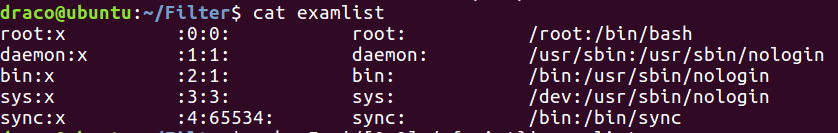 draco@ubuntu:~/Filter$ cat examlist
root:x :0:0: root: /root:/bin/bash
daemon:x :1:1: daemon: /usr/sbin:/usr/sbin/nologin
bin:x :2:1: bin: /bin:/usr/sbin/nologin
sys:x :3:3: sys: /dev:/usr/sbin/nologin
sync:x :4:65534: sync: /bin:/bin/sync